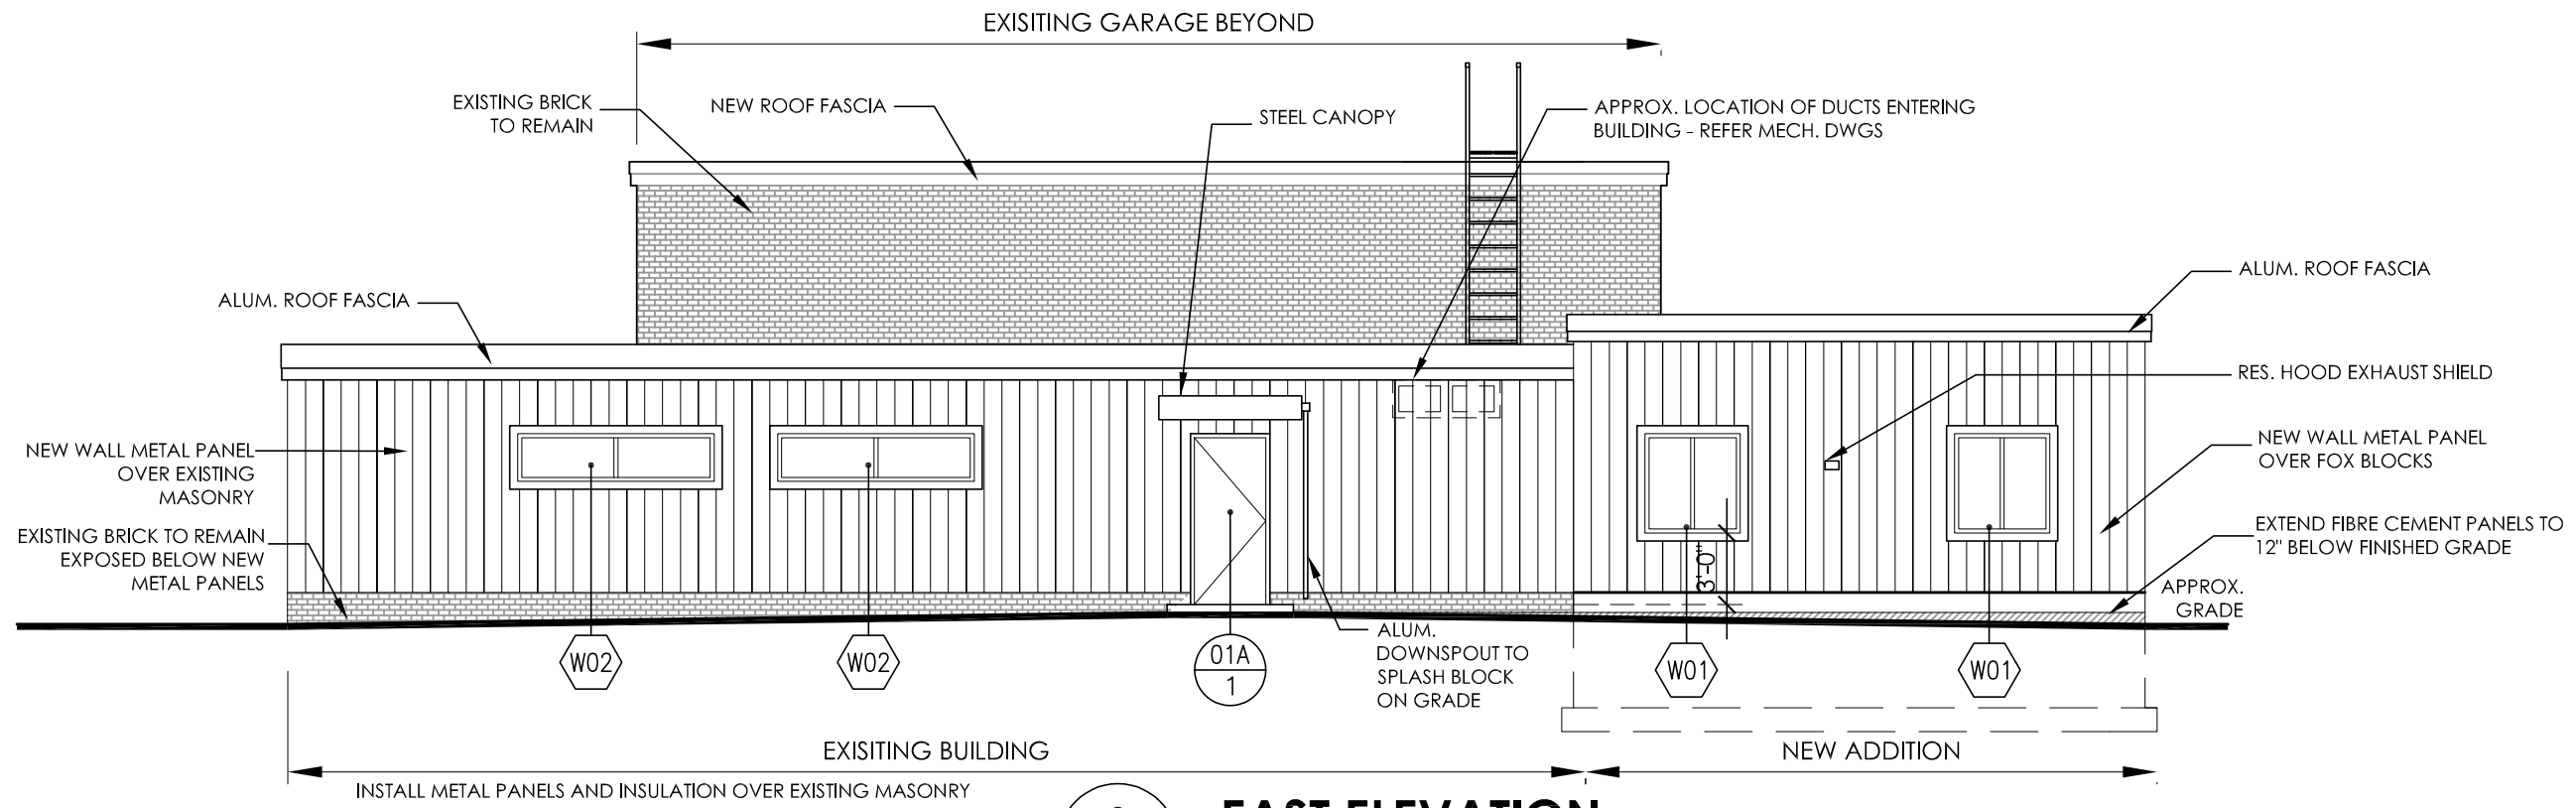 EXISITING GARAGE BEYOND
EXISTING BRICK
TO REMAIN
NEW ROOF FASCIA
STEEL CANOPY
APPROX. LOCATION OF DUCTS ENTERING
BUILDING - REFER MECH. DWGS
ALUM. ROOF FASCIA
ALUM. ROOF FASCIA
RES. HOOD EXHAUST SHIELD
NEW WALL METAL PANEL
OVER EXISTING
MASONRY
NEW WALL METAL PANEL
OVER FOX BLOCKS
EXISTING BRICK TO REMAIN
EXPOSED BELOW NEW
METAL PANELS
EXTEND FIBRE CEMENT PANELS TO
12" BELOW FINISHED GRADE
3'-0"
APPROX.
GRADE
W02
W02
01A
1
ALUM.
DOWNSPOUT TO
SPLASH BLOCK
ON GRADE
W01
W01
EXISITING BUILDING
NEW ADDITION
INSTALL METAL PANELS AND INSULATION OVER EXISTING MASONRY
EAST ELEVATION